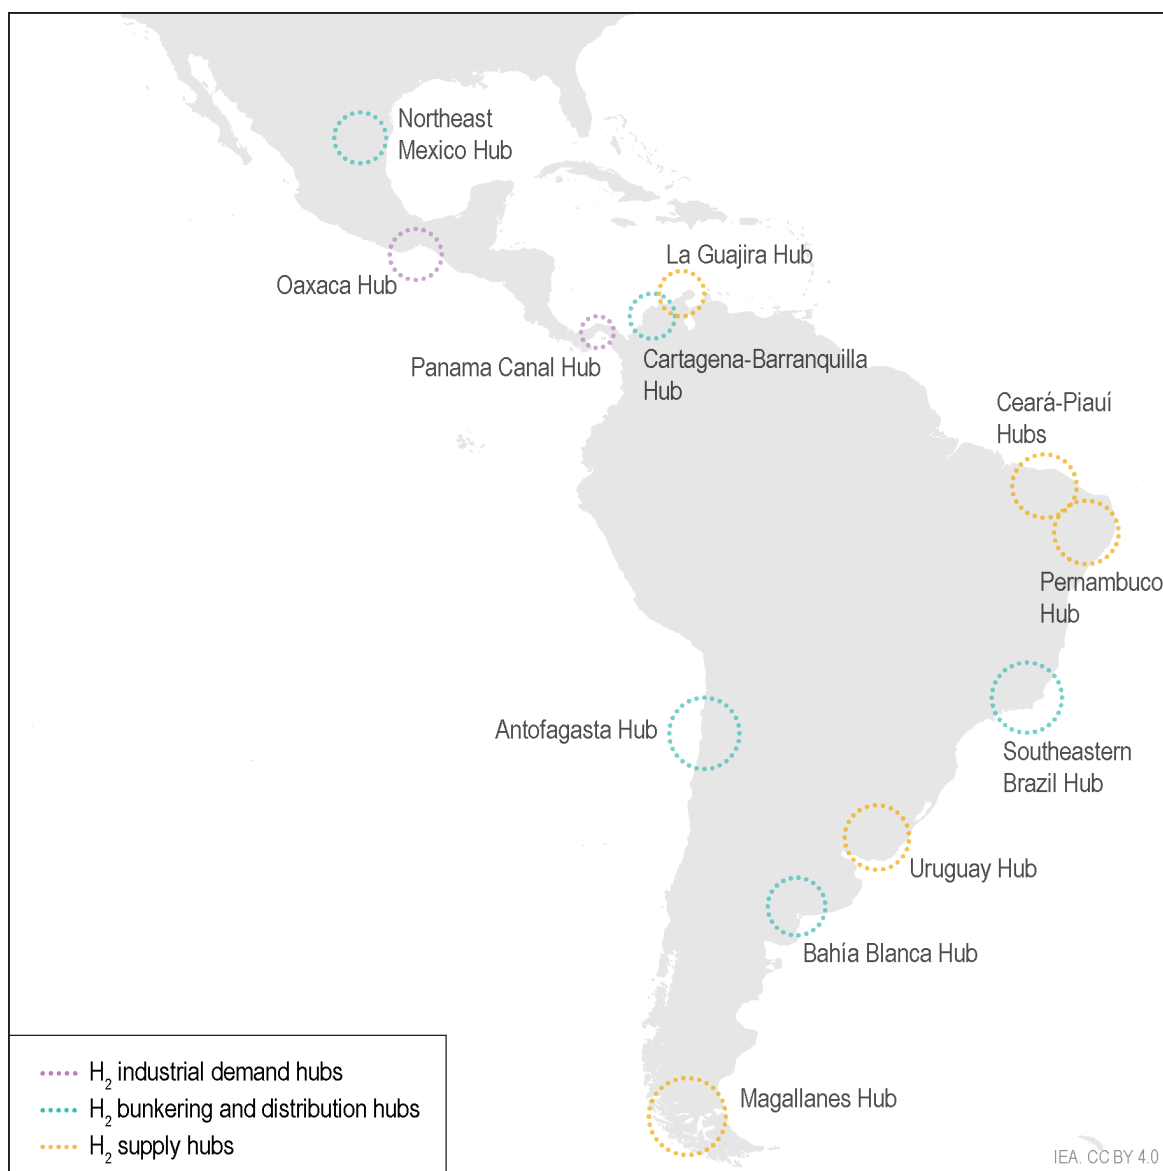 Northeast
Mexico Hub
La Guajira Hub
Oaxaca Hub
Panama Canal Hub
Cartagena-Barranquilla
Hub
Ceará-Piauí
Hubs
Pernambuco
Hub
Antofagasta Hub
Southeastern
Brazil Hub
Uruguay Hub
Bahía Blanca Hub
Magallanes Hub
H₂ industrial demand hubs
H₂ bunkering and distribution hubs
H₂ supply hubs
IEA. CC BY 4.0